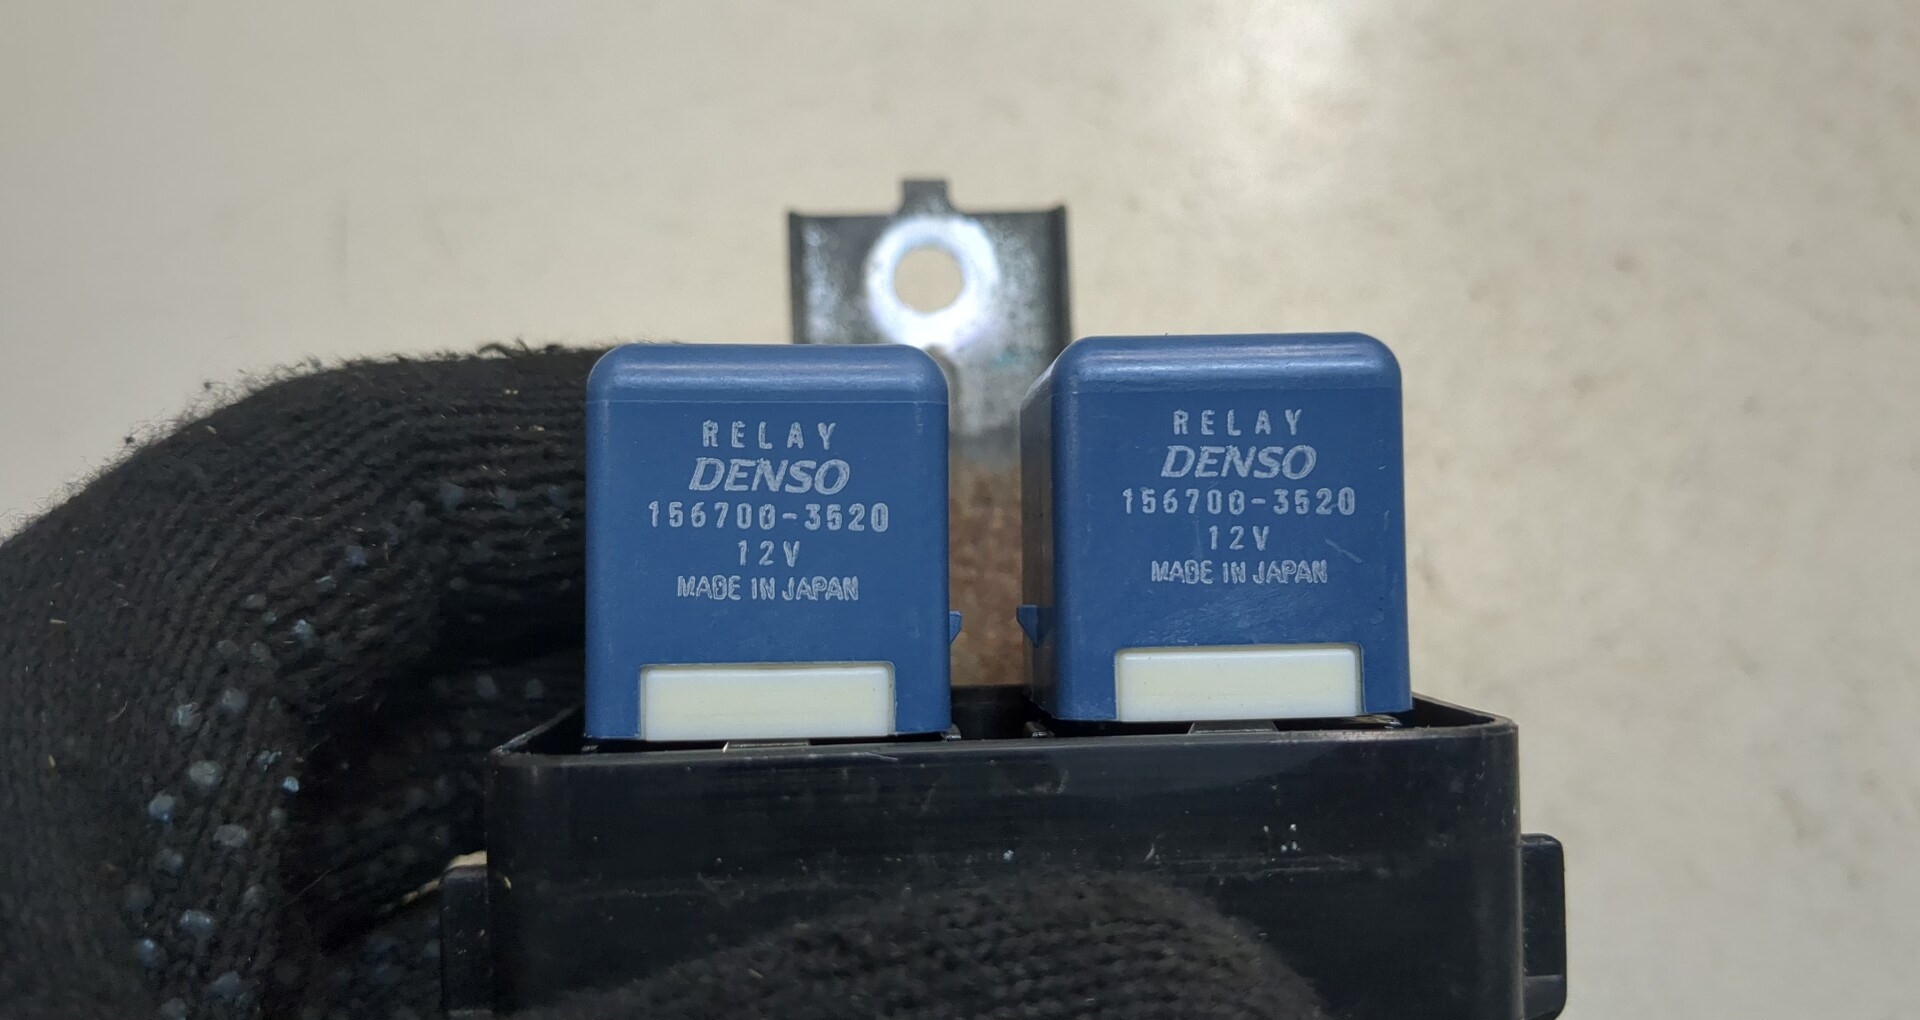 RELAY
DENSO
156700-3520
12V
MADE IN JAPAN
RELAY
DENSO
156700-3520
12V
MADE IN JAPAN